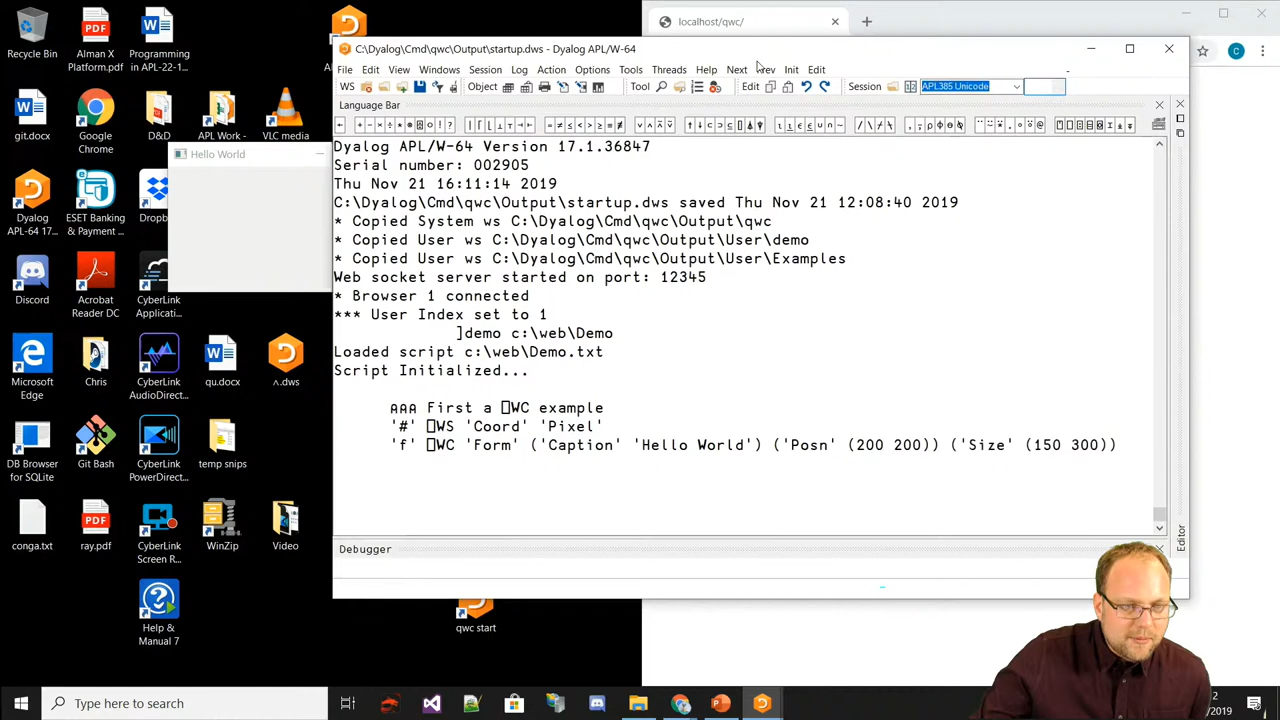 Recycle Bin
Alman X
Platform.pdf
Programming
in APL-22-1...
git.docx
Google
Chrome
D&D
APL Work -
VLC media
Hello World
Dyalog
APL-64 17...
ESET Banking
& Payment ...
Discord
Acrobat
Reader DC
CyberLink
Applicati...
Microsoft
Edge
Chris
CyberLink
AudioDirect...
qu.docx
^.dws
DB Browser
for SQLite
Git Bash
CyberLink
PowerDirect...
temp snips
conga.txt
ray.pdf
CyberLink
Screen R...
WinZip
Video
Help &
Manual 7
qwc start
localhost/qwc/
C:\Dyalog\Cmd\qwc\Output\startup.dws - Dyalog APL/W-64
File Edit View Windows Session Log Action Options Tools Threads Help Next Prev Init Edit
WS Object Tool Edit Session APL385 Unicode
Language Bar
Dyalog APL/W-64 Version 17.1.36847
Serial number: 002905
Thu Nov 21 16:11:14 2019
C:\Dyalog\Cmd\qwc\Output\startup.dws saved Thu Nov 21 12:08:40 2019
* Copied System ws C:\Dyalog\Cmd\qwc\Output\qwc
* Copied User ws C:\Dyalog\Cmd\qwc\Output\User\demo
* Copied User ws C:\Dyalog\Cmd\qwc\Output\User\Examples
Web socket server started on port: 12345
* Browser 1 connected
*** User Index set to 1
]demo c:\web\Demo
Loaded script c:\web\Demo.txt
Script Initialized...
⍝⍝⍝ First a ⎕WC example
'#' ⎕WS 'Coord' 'Pixel'
'f' ⎕WC 'Form' ('Caption' 'Hello World') ('Posn' (200 200)) ('Size' (150 300))
Debugger
Editor
C
Type here to search